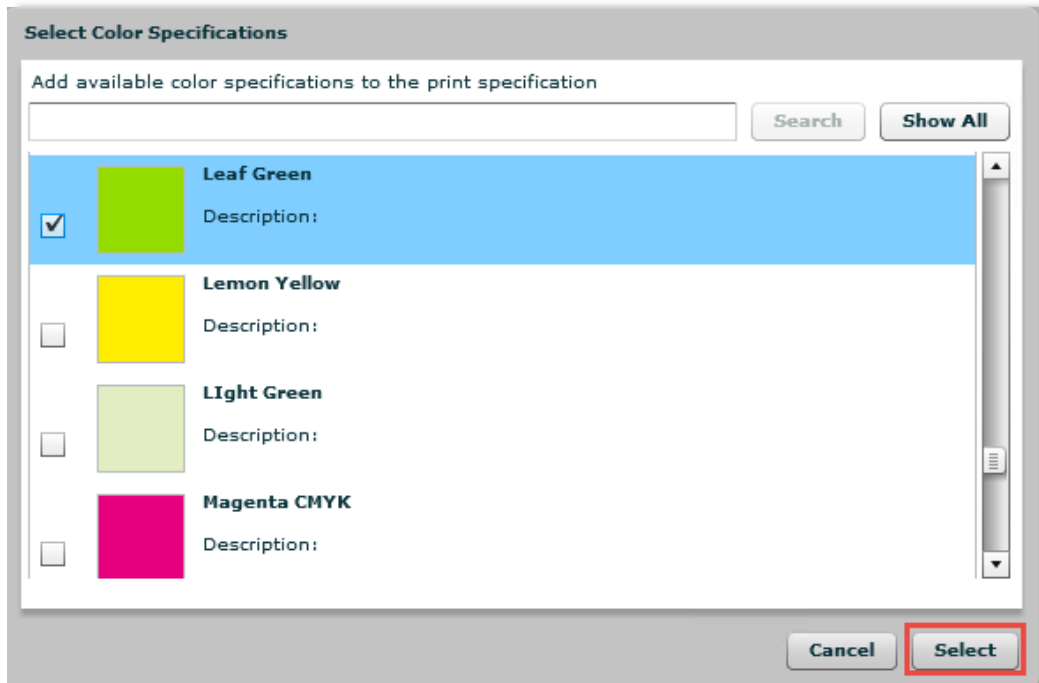 Select Color Specifications
Add available color specifications to the print specification
Search Show All
Leaf Green
Description:
Lemon Yellow
Description:
LIght Green
Description:
Magenta CMYK
Description:
Cancel Select